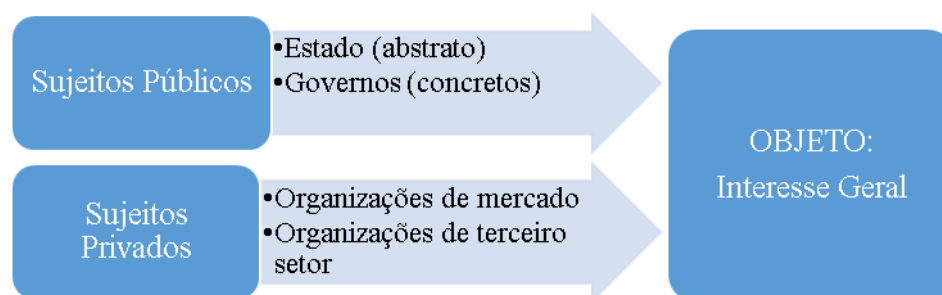 Sujeitos Públicos
•Estado (abstrato)
•Governos (concretos)
Sujeitos
Privados
•Organizações de mercado
•Organizações de terceiro
setor
OBJETO:
Interesse Geral